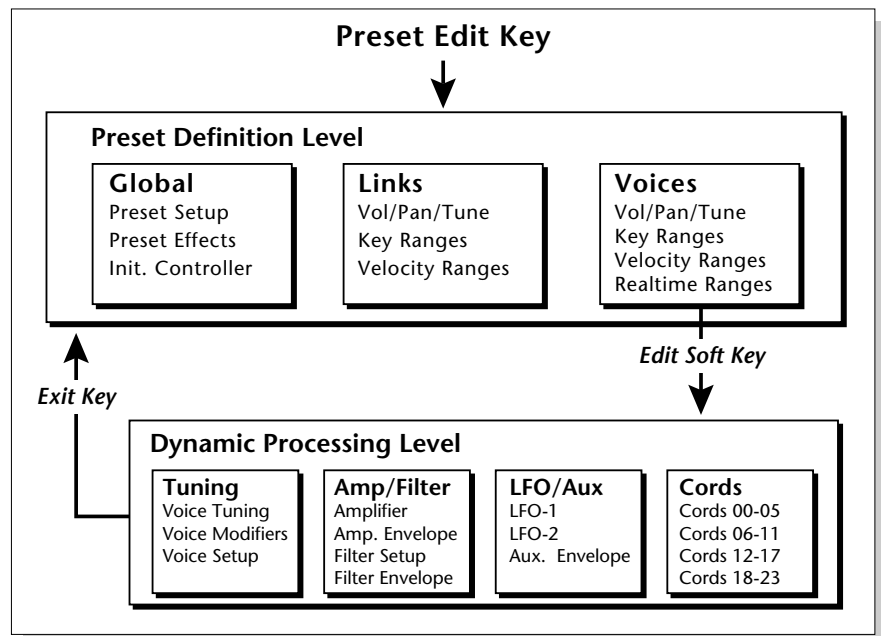 Preset Edit Key
Preset Definition Level
Global
Preset Setup
Preset Effects
Init. Controller
Links
Vol/Pan/Tune
Key Ranges
Velocity Ranges
Voices
Vol/Pan/Tune
Key Ranges
Velocity Ranges
Realtime Ranges
Edit Soft Key
Exit Key
Dynamic Processing Level
Tuning
Voice Tuning
Voice Modifiers
Voice Setup
Amp/Filter
Amplifier
Amp. Envelope
Filter Setup
Filter Envelope
LFO/Aux
LFO-1
LFO-2
Aux. Envelope
Cords
Cords 00-05
Cords 06-11
Cords 12-17
Cords 18-23